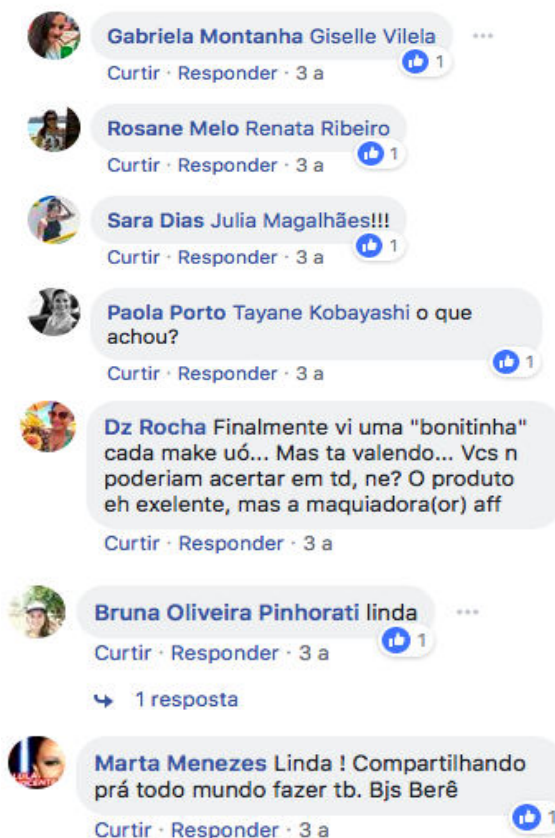 Gabriela Montanha Giselle Vilela
1
Curtir · Responder · 3 a
Rosane Melo Renata Ribeiro
1
Curtir · Responder · 3 a
Sara Dias Julia Magalhães!!!
1
Curtir · Responder · 3 a
Paola Porto Tayane Kobayashi o que
achou?
1
Curtir · Responder · 3 a
Dz Rocha Finalmente vi uma "bonitinha"
cada make uó... Mas ta valendo... Vcs n
poderiam acertar em td, ne? O produto
eh exelente, mas a maquiadora(or) aff
Curtir · Responder · 3 a
Bruna Oliveira Pinhorati linda
1
Curtir · Responder · 3 a
1 resposta
Marta Menezes Linda ! Compartilhando
prá todo mundo fazer tb. Bjs Berê
1
Curtir · Responder · 3 a